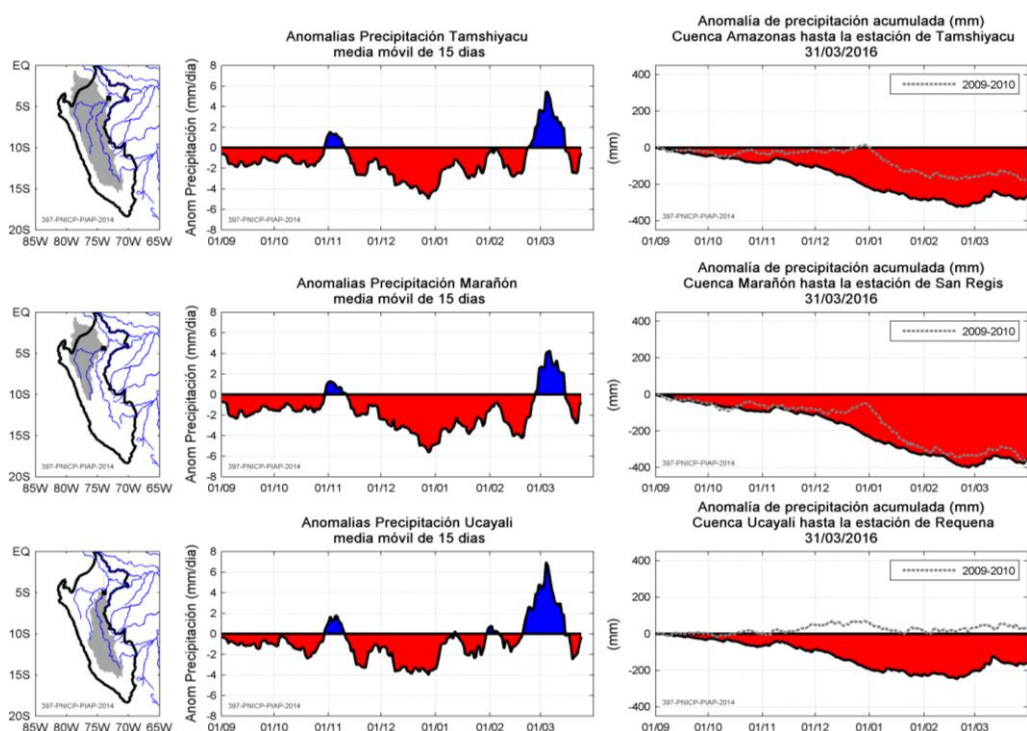 EQ
5S
10S
15S
20S
85W 80W 75W 70W 65W
397-PNICP-PIAP-2014
Anomalias Precipitación Tamshiyacu
media móvil de 15 dias
Anom Precipitación (mm/dia)
8
6
4
2
0
-2
-4
-6
-8
397-PNICP-PIAP-2014
01/09 01/10 01/11 01/12 01/01 01/02 01/03
Anomalía de precipitación acumulada (mm)
Cuenca Amazonas hasta la estación de Tamshiyacu
31/03/2016
(mm)
400
200
0
-200
-400
2009-2010
397-PNICP-PIAP-2014
01/09 01/10 01/11 01/12 01/01 01/02 01/03
EQ
5S
10S
15S
20S
85W 80W 75W 70W 65W
397-PNICP-PIAP-2014
Anomalias Precipitación Marañón
media móvil de 15 dias
Anom Precipitación (mm/dia)
8
6
4
2
0
-2
-4
-6
-8
397-PNICP-PIAP-2014
01/09 01/10 01/11 01/12 01/01 01/02 01/03
Anomalía de precipitación acumulada (mm)
Cuenca Marañón hasta la estación de San Regis
31/03/2016
(mm)
400
200
0
-200
-400
2009-2010
397-PNICP-PIAP-2014
01/09 01/10 01/11 01/12 01/01 01/02 01/03
EQ
5S
10S
15S
20S
85W 80W 75W 70W 65W
397-PNICP-PIAP-2014
Anomalias Precipitación Ucayali
media móvil de 15 dias
Anom Precipitación (mm/dia)
8
6
4
2
0
-2
-4
-6
-8
397-PNICP-PIAP-2014
01/09 01/10 01/11 01/12 01/01 01/02 01/03
Anomalía de precipitación acumulada (mm)
Cuenca Ucayali hasta la estación de Requena
31/03/2016
(mm)
400
200
0
-200
-400
2009-2010
397-PNICP-PIAP-2014
01/09 01/10 01/11 01/12 01/01 01/02 01/03